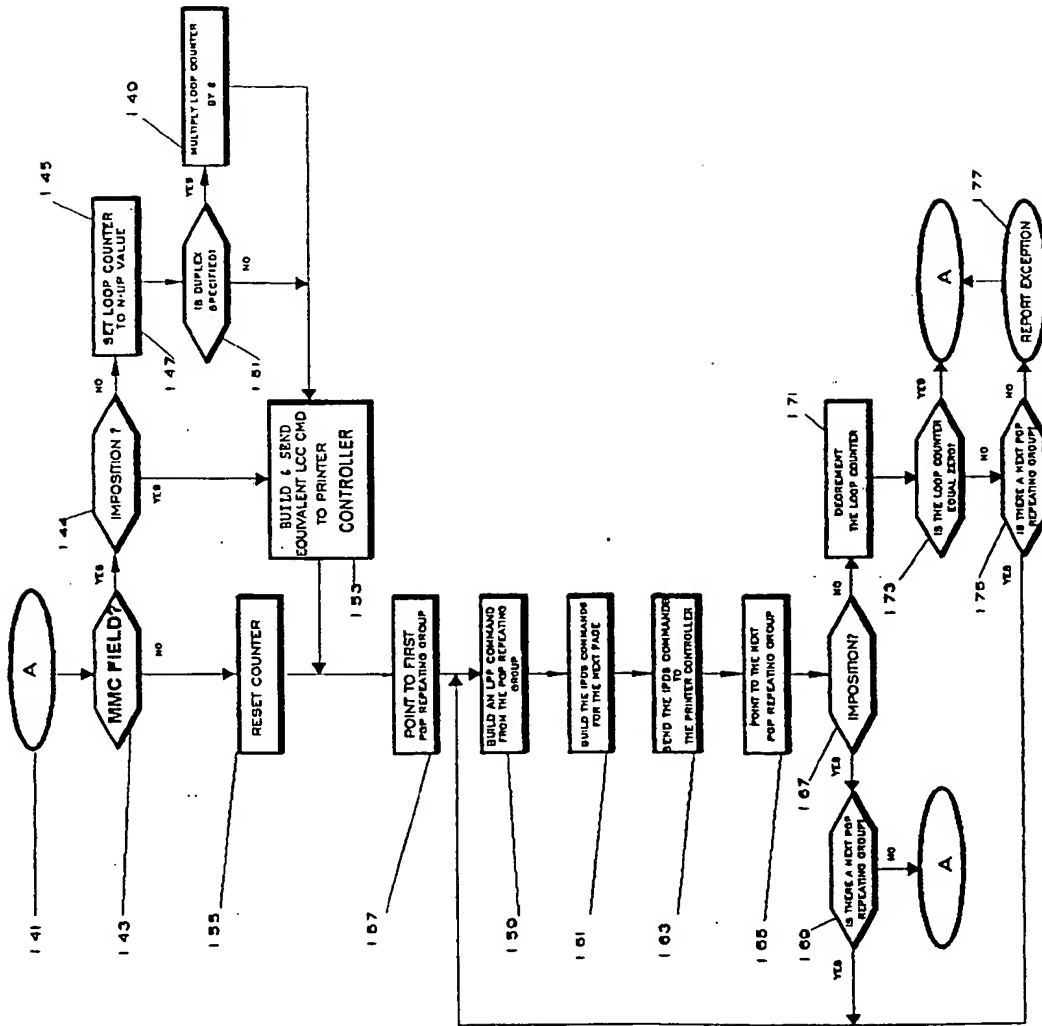 141
A
143
MMC FIELD?
YES
NO
144
IMPOSITION ?
NO
YES
145
SET LOOP COUNTER
TO N-UP VALUE
147
IS DUPLEX
SPECIFIED?
YES
NO
151
140
MULTIPLY LOOP COUNTER
BY 2
BUILD & SEND
EQUIVALENT LCC CMD
TO PRINTER
CONTROLLER
153
155
RESET COUNTER
157
POINT TO FIRST
PGP REPEATING GROUP
150
BUILD AN LPP COMMAND
FROM THE PGP REPEATING
GROUP
161
BUILD THE IPDS COMMANDS
FOR THE NEXT PAGE
163
SEND THE IPDS COMMANDS
TO
THE PRINTER CONTROLLER
165
POINT TO THE NEXT
PGP REPEATING GROUP
167
IMPOSITION?
NO
YES
171
DECREMENT
THE LOOP COUNTER
173
IS THE LOOP COUNTER
EQUAL ZERO?
YES
NO
A
175
IS THERE A NEXT PGP
REPEATING GROUP?
NO
YES
177
REPORT EXCEPTION
160
IS THERE A NEXT PGP
REPEATING GROUP?
YES
NO
A